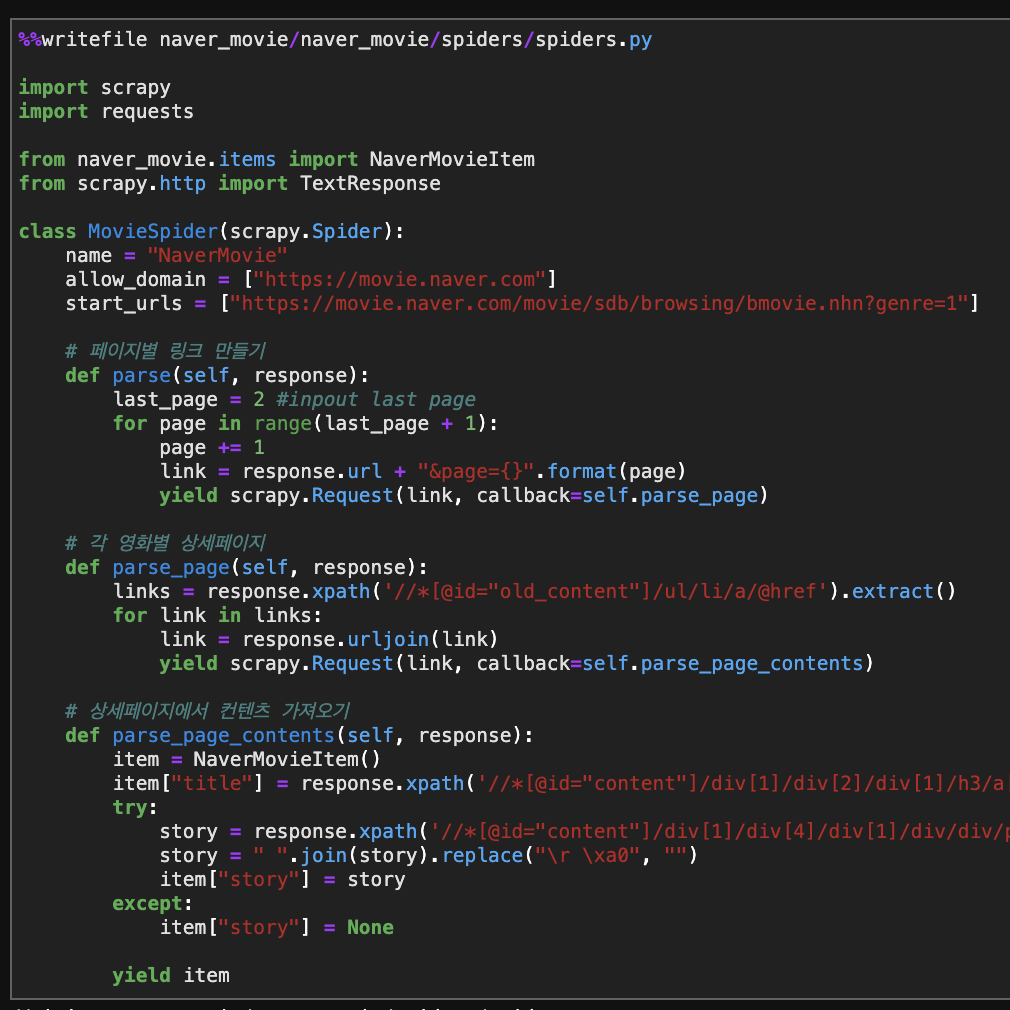 %%writefile naver_movie/naver_movie/spiders/spiders.py
import scrapy
import requests
from naver_movie.items import NaverMovieItem
from scrapy.http import TextResponse
class MovieSpider(scrapy.Spider):
name = "NaverMovie"
allow_domain = ["https://movie.naver.com"]
start_urls = ["https://movie.naver.com/movie/sdb/browsing/bmovie.nhn?genre=1"]
# 페이지별 링크 만들기
def parse(self, response):
last_page = 2 #inpout last page
for page in range(last_page + 1):
page += 1
link = response.url + "&page={}".format(page)
yield scrapy.Request(link, callback=self.parse_page)
# 각 영화별 상세페이지
def parse_page(self, response):
links = response.xpath('//*[@id="old_content"]/ul/li/a/@href').extract()
for link in links:
link = response.urljoin(link)
yield scrapy.Request(link, callback=self.parse_page_contents)
# 상세페이지에서 컨텐츠 가져오기
def parse_page_contents(self, response):
item = NaverMovieItem()
item["title"] = response.xpath('//*[@id="content"]/div[1]/div[2]/div[1]/h3/a
try:
story = response.xpath('//*[@id="content"]/div[1]/div[4]/div[1]/div/div/p
story = " ".join(story).replace("\r \xa0", "")
item["story"] = story
except:
item["story"] = None
yield item